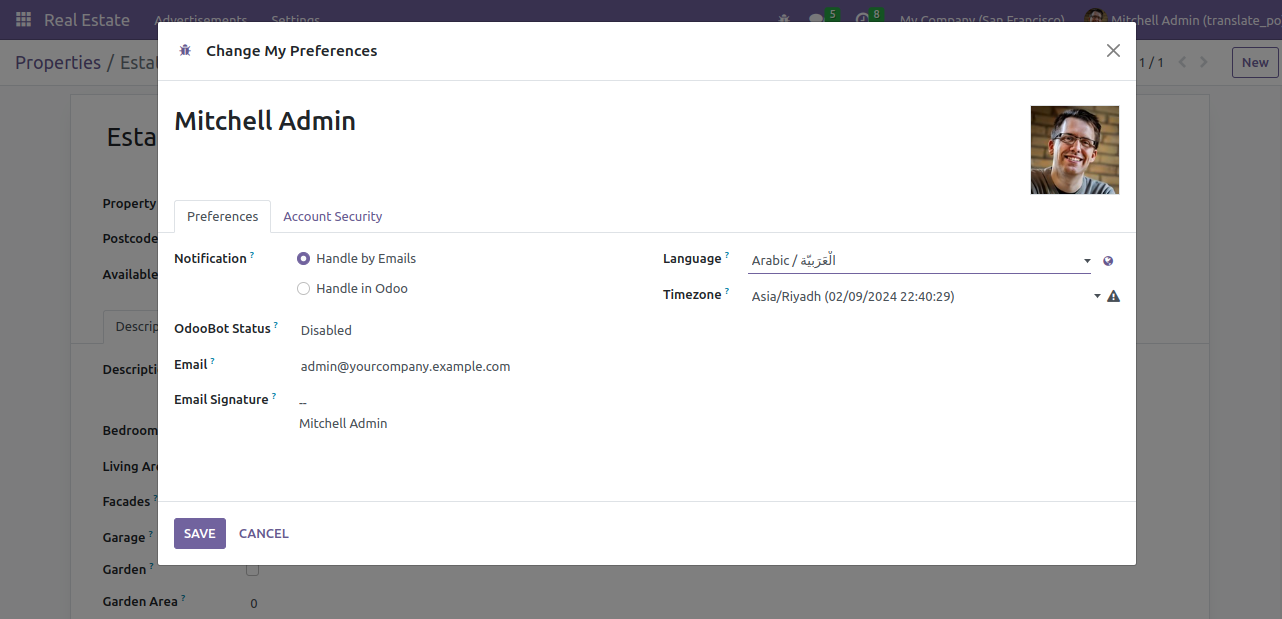 Real Estate Advertisements Settings 5 8 My Company (San Francisco) Mitchell Admin (translate_po
Properties / Estat 1 / 1 New
Change My Preferences
Mitchell Admin
Esta
Property
Postcode
Available
Descrip
Descripti
Bedroom
Living Are
Facades ?
Garage ?
Garden ?
Garden Area ? 0
Preferences Account Security
Notification ? Handle by Emails
Handle in Odoo
OdooBot Status ? Disabled
Email ? admin@yourcompany.example.com
Email Signature ? --
Mitchell Admin
Language ? Arabic / الْعَرَبيّة
Timezone ? Asia/Riyadh (02/09/2024 22:40:29)
SAVE CANCEL